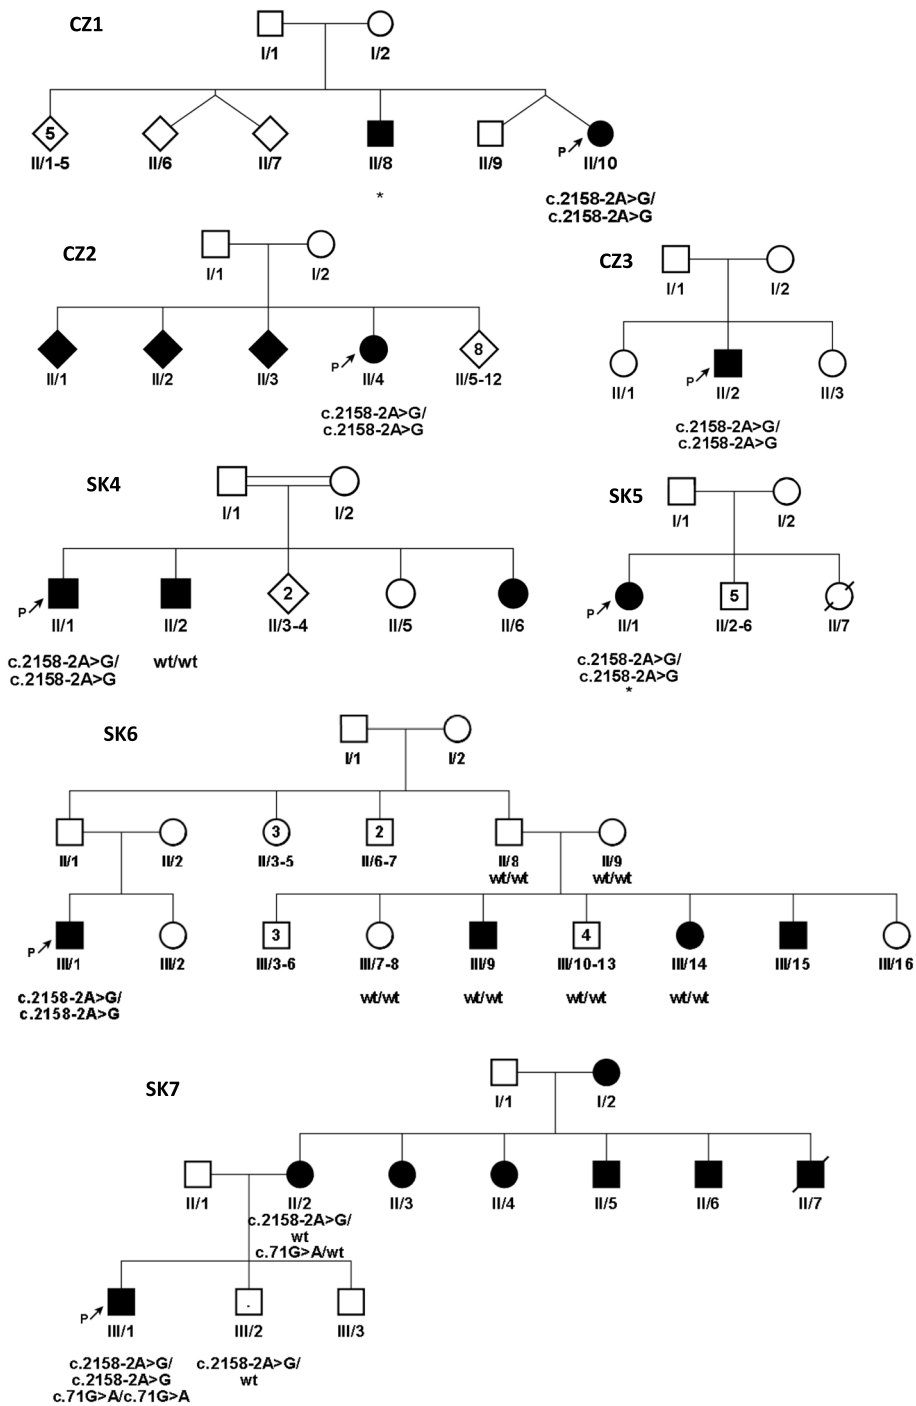 CZ1
I/1
I/2
5
II/1-5
II/6
II/7
II/8
II/9
P
II/10
*
c.2158-2A>G/
c.2158-2A>G
CZ2
I/1
I/2
II/1
II/2
II/3
P
II/4
8
II/5-12
c.2158-2A>G/
c.2158-2A>G
CZ3
I/1
I/2
II/1
P
II/2
II/3
c.2158-2A>G/
c.2158-2A>G
SK4
I/1
I/2
P
II/1
II/2
2
II/3-4
II/5
II/6
c.2158-2A>G/
c.2158-2A>G
wt/wt
SK5
I/1
I/2
P
II/1
5
II/2-6
II/7
c.2158-2A>G/
c.2158-2A>G
*
SK6
I/1
I/2
II/1
II/2
3
II/3-5
2
II/6-7
II/8
wt/wt
II/9
wt/wt
P
III/1
III/2
3
III/3-6
III/7-8
III/9
4
III/10-13
III/14
III/15
III/16
c.2158-2A>G/
c.2158-2A>G
wt/wt
wt/wt
wt/wt
wt/wt
SK7
I/1
I/2
II/1
II/2
II/3
II/4
II/5
II/6
II/7
c.2158-2A>G/
wt
c.71G>A/wt
P
III/1
III/2
III/3
c.2158-2A>G/
c.2158-2A>G
c.71G>A/c.71G>A
c.2158-2A>G/
wt